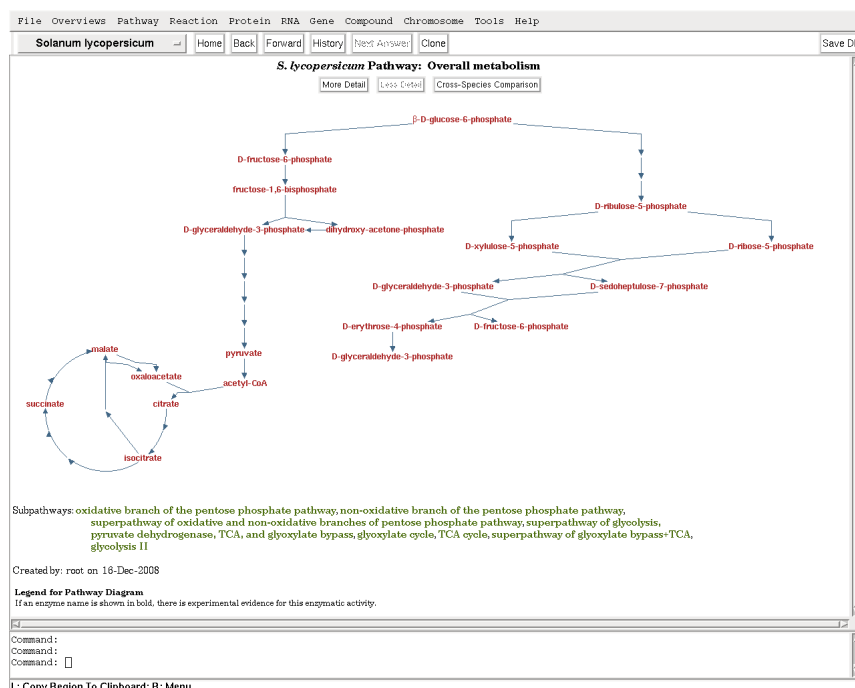 File Overviews Pathway Reaction Protein RNA Gene Compound Chromosome Tools Help
Solanum lycopersicum Home Back Forward History Next Answer Clone Save
S. lycopersicum Pathway: Overall metabolism
More Detail Less Detail Cross-Species Comparison
β-D-glucose-6-phosphate
D-fructose-6-phosphate
fructose-1,6-bisphosphate
D-ribulose-5-phosphate
D-glyceraldehyde-3-phosphate dihydroxy-acetone-phosphate
D-xylulose-5-phosphate D-ribose-5-phosphate
D-glyceraldehyde-3-phosphate D-sedoheptulose-7-phosphate
D-erythrose-4-phosphate D-fructose-6-phosphate
malate pyruvate D-glyceraldehyde-3-phosphate
oxaloacetate acetyl-CoA
succinate citrate
isocitrate
Subpathways: oxidative branch of the pentose phosphate pathway, non-oxidative branch of the pentose phosphate pathway,
superpathway of oxidative and non-oxidative branches of pentose phosphate pathway, superpathway of glycolysis,
pyruvate dehydrogenase, TCA, and glyoxylate bypass, glyoxylate cycle, TCA cycle, superpathway of glyoxylate bypass+TCA,
glycolysis II
Created by: root on 16-Dec-2008
Legend for Pathway Diagram
If an enzyme name is shown in bold, there is experimental evidence for this enzymatic activity.
Command:
Command:
Command:
L: Copy Region To Clipboard; R: Menu